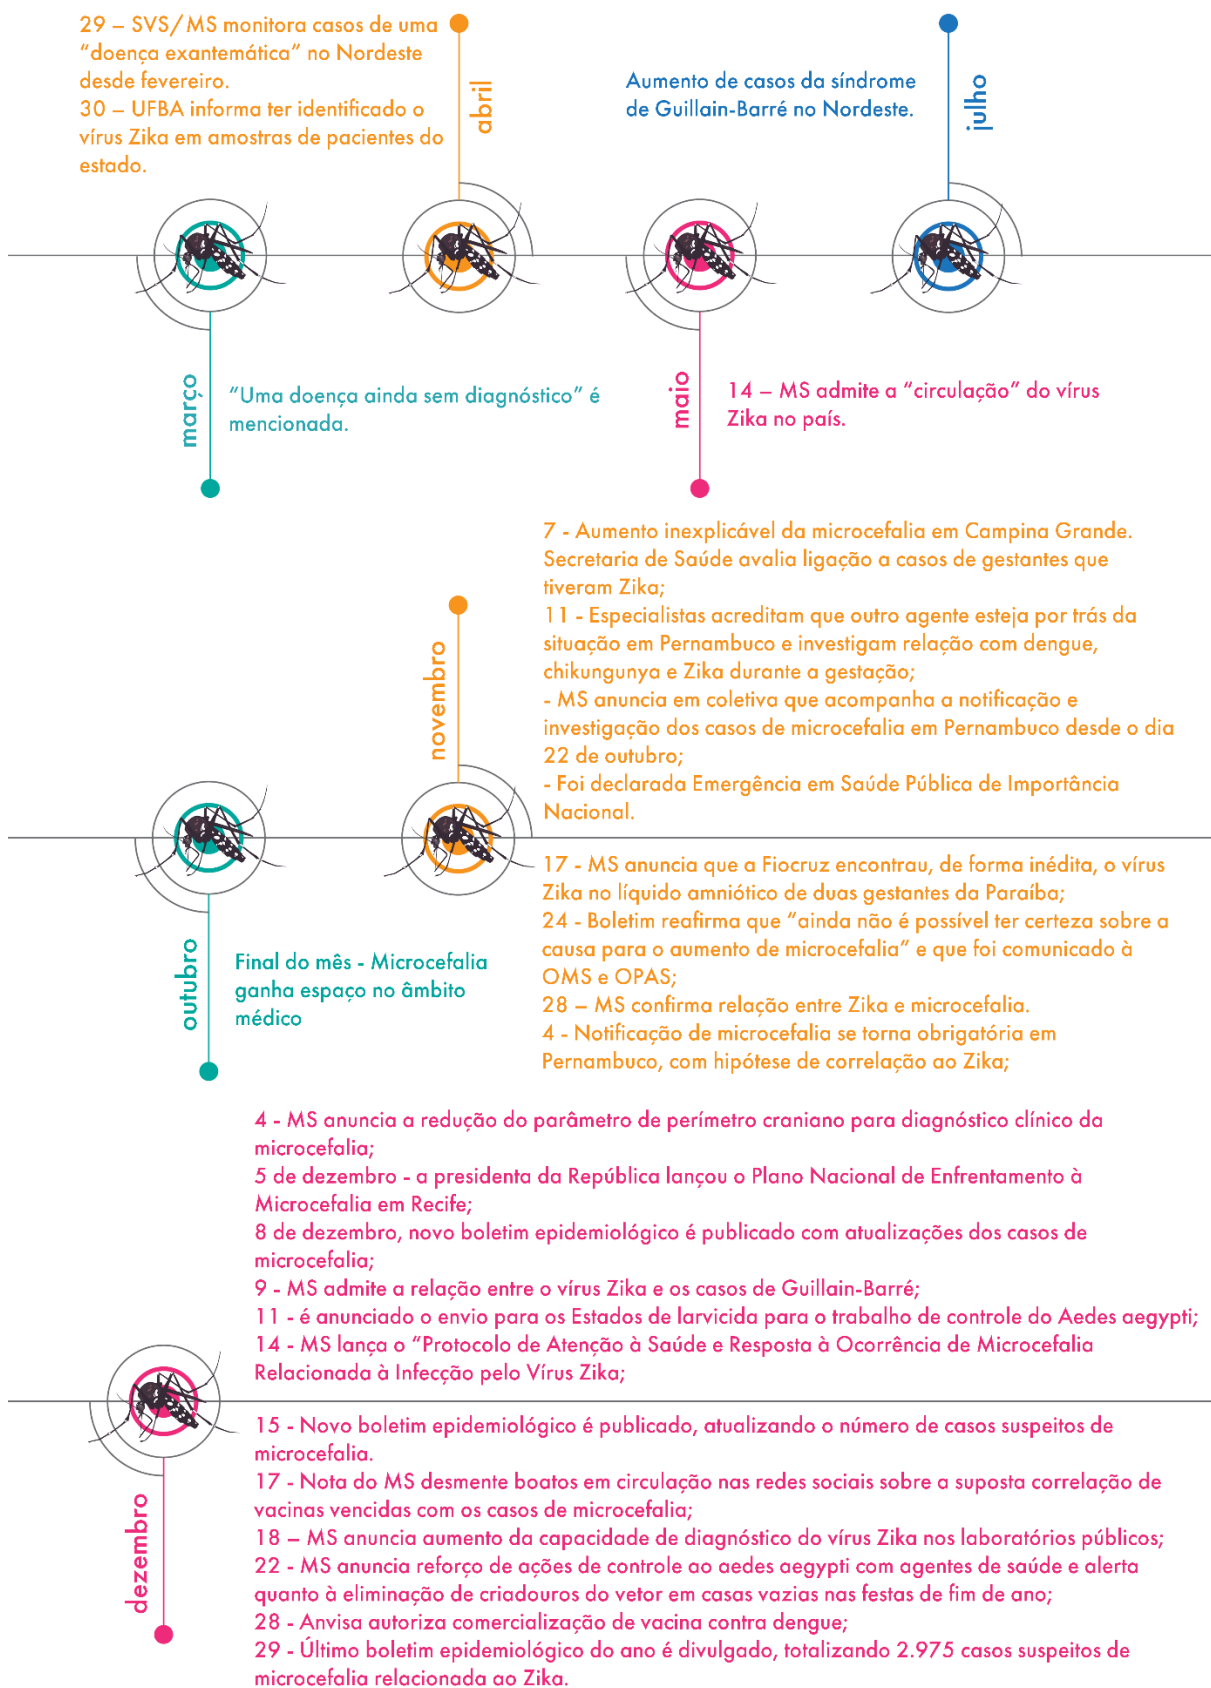 29 – SVS/MS monitora casos de uma
“doença exantemática” no Nordeste
desde fevereiro.
30 – UFBA informa ter identificado o
vírus Zika em amostras de pacientes do
estado.
abril
Aumento de casos da síndrome
de Guillain-Barré no Nordeste.
julho
março
“Uma doença ainda sem diagnóstico” é
mencionada.
maio
14 – MS admite a “circulação” do vírus
Zika no país.
7 - Aumento inexplicável da microcefalia em Campina Grande.
Secretaria de Saúde avalia ligação a casos de gestantes que
tiveram Zika;
11 - Especialistas acreditam que outro agente esteja por trás da
situação em Pernambuco e investigam relação com dengue,
chikungunya e Zika durante a gestação;
- MS anuncia em coletiva que acompanha a notificação e
investigação dos casos de microcefalia em Pernambuco desde o dia
22 de outubro;
- Foi declarada Emergência em Saúde Pública de Importância
Nacional.
novembro
17 - MS anuncia que a Fiocruz encontrau, de forma inédita, o vírus
Zika no líquido amniótico de duas gestantes da Paraíba;
24 - Boletim reafirma que “ainda não é possível ter certeza sobre a
causa para o aumento de microcefalia” e que foi comunicado à
OMS e OPAS;
28 – MS confirma relação entre Zika e microcefalia.
4 - Notificação de microcefalia se torna obrigatória em
Pernambuco, com hipótese de correlação ao Zika;
outubro
Final do mês - Microcefalia
ganha espaço no âmbito
médico
4 - MS anuncia a redução do parâmetro de perímetro craniano para diagnóstico clínico da
microcefalia;
5 de dezembro - a presidenta da República lançou o Plano Nacional de Enfrentamento à
Microcefalia em Recife;
8 de dezembro, novo boletim epidemiológico é publicado com atualizações dos casos de
microcefalia;
9 - MS admite a relação entre o vírus Zika e os casos de Guillain-Barré;
11 - é anunciado o envio para os Estados de larvicida para o trabalho de controle do Aedes aegypti;
14 - MS lança o “Protocolo de Atenção à Saúde e Resposta à Ocorrência de Microcefalia
Relacionada à Infecção pelo Vírus Zika;
15 - Novo boletim epidemiológico é publicado, atualizando o número de casos suspeitos de
microcefalia.
17 - Nota do MS desmente boatos em circulação nas redes sociais sobre a suposta correlação de
vacinas vencidas com os casos de microcefalia;
18 – MS anuncia aumento da capacidade de diagnóstico do vírus Zika nos laboratórios públicos;
22 - MS anuncia reforço de ações de controle ao aedes aegypti com agentes de saúde e alerta
quanto à eliminação de criadouros do vetor em casas vazias nas festas de fim de ano;
28 - Anvisa autoriza comercialização de vacina contra dengue;
29 - Último boletim epidemiológico do ano é divulgado, totalizando 2.975 casos suspeitos de
microcefalia relacionada ao Zika.
dezembro